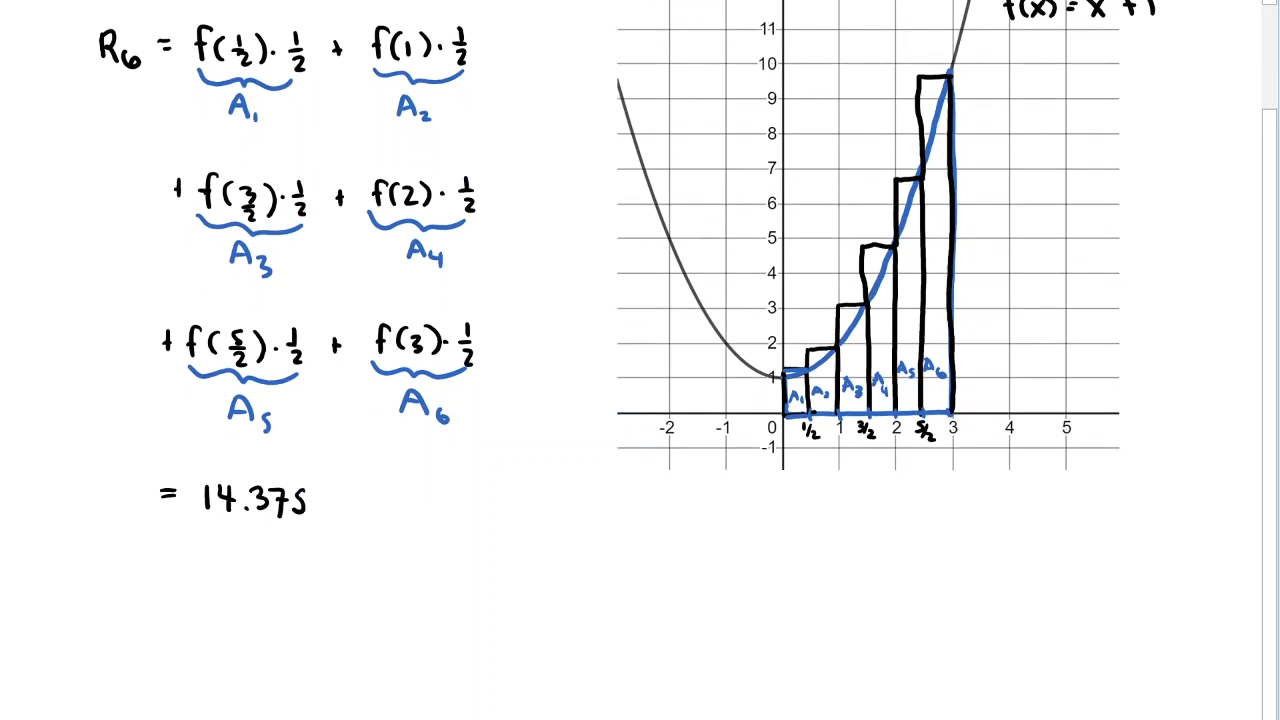 R₆ = f(1/2)·1/2 + f(1)·1/2
A₁ A₂
+ f(3/2)·1/2 + f(2)·1/2
A₃ A₄
+ f(5/2)·1/2 + f(3)·1/2
A₅ A₆
= 14.375
11
10
9
8
7
6
5
4
3
2
1
A₁ A₂ A₃ A₄ A₅ A₆
-2 -1 0 1/2 1 3/2 2 5/2 3 4 5
-1